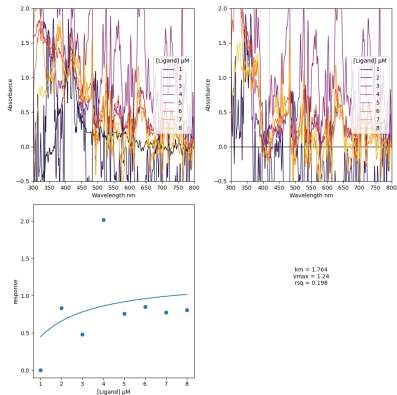 2.0
1.5
1.0
0.5
0.0
−0.5
Absorbance
300 350 400 450 500 550 600 650 700 750 800
Wavelength nm
[Ligand] µM
1
2
3
4
5
6
7
8
2.0
1.5
1.0
0.5
0.0
−0.5
Absorbance
300 350 400 450 500 550 600 650 700 750 800
Wavelength nm
[Ligand] µM
1
2
3
4
5
6
7
8
2.0
1.5
1.0
0.5
0.0
response
1 2 3 4 5 6 7 8
[Ligand] µM
km = 1.764
vmax = 1.24
rsq = 0.198